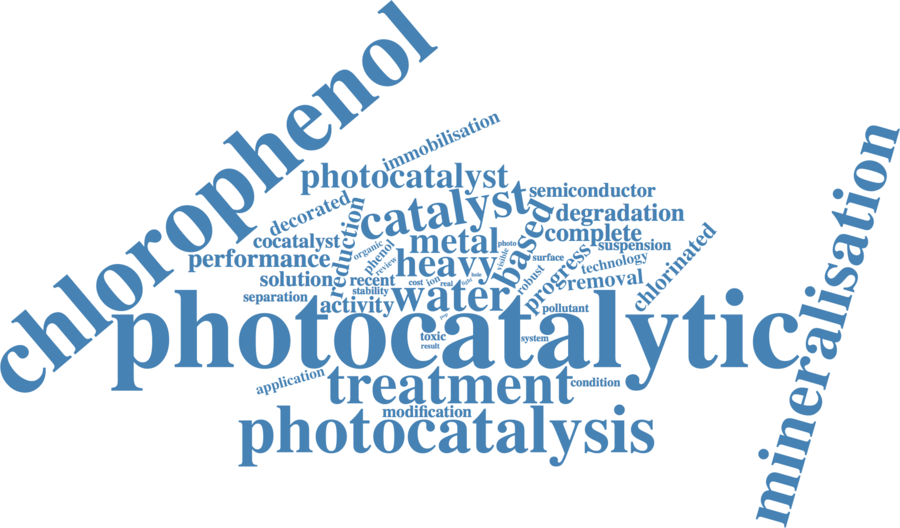 chlorophenol
immobilisation
photocatalyst
semiconductor
decorated
catalyst
degradation
reduction
based
complete
cocatalyst
metal
photo
suspension
organic
phenol
visible
chlorinated
performance
heavy
surface
technology
review
progress
robust
removal
solution
recent
cost
ion
real
light
stability
water
separation
activity
pollutant
photocatalytic
mineralisation
toxic
system
result
application
treatment
condition
modification
photocatalysis